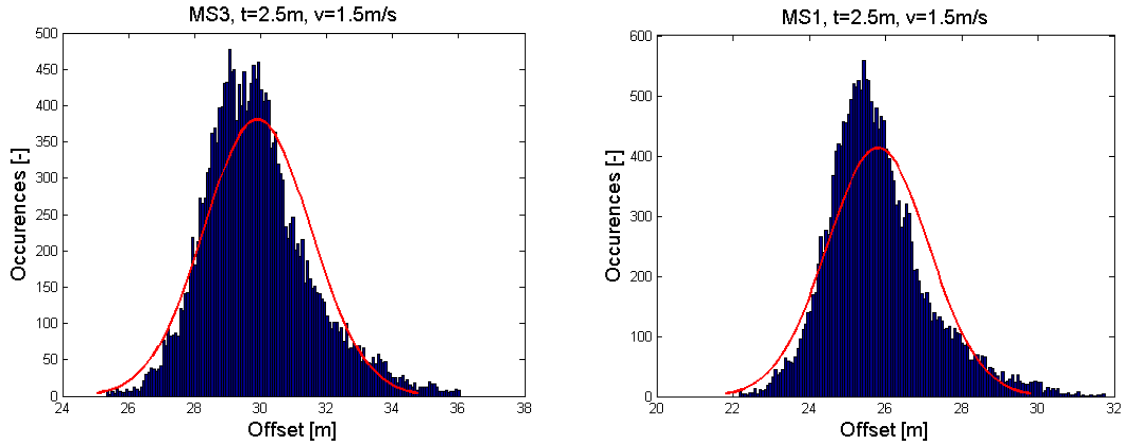 MS3, t=2.5m, v=1.5m/s
500
450
400
350
300
250
200
150
100
50
0
Occurences [-]
24 26 28 30 32 34 36 38
Offset [m]
MS1, t=2.5m, v=1.5m/s
600
500
400
300
200
100
0
Occurences [-]
20 22 24 26 28 30 32
Offset [m]